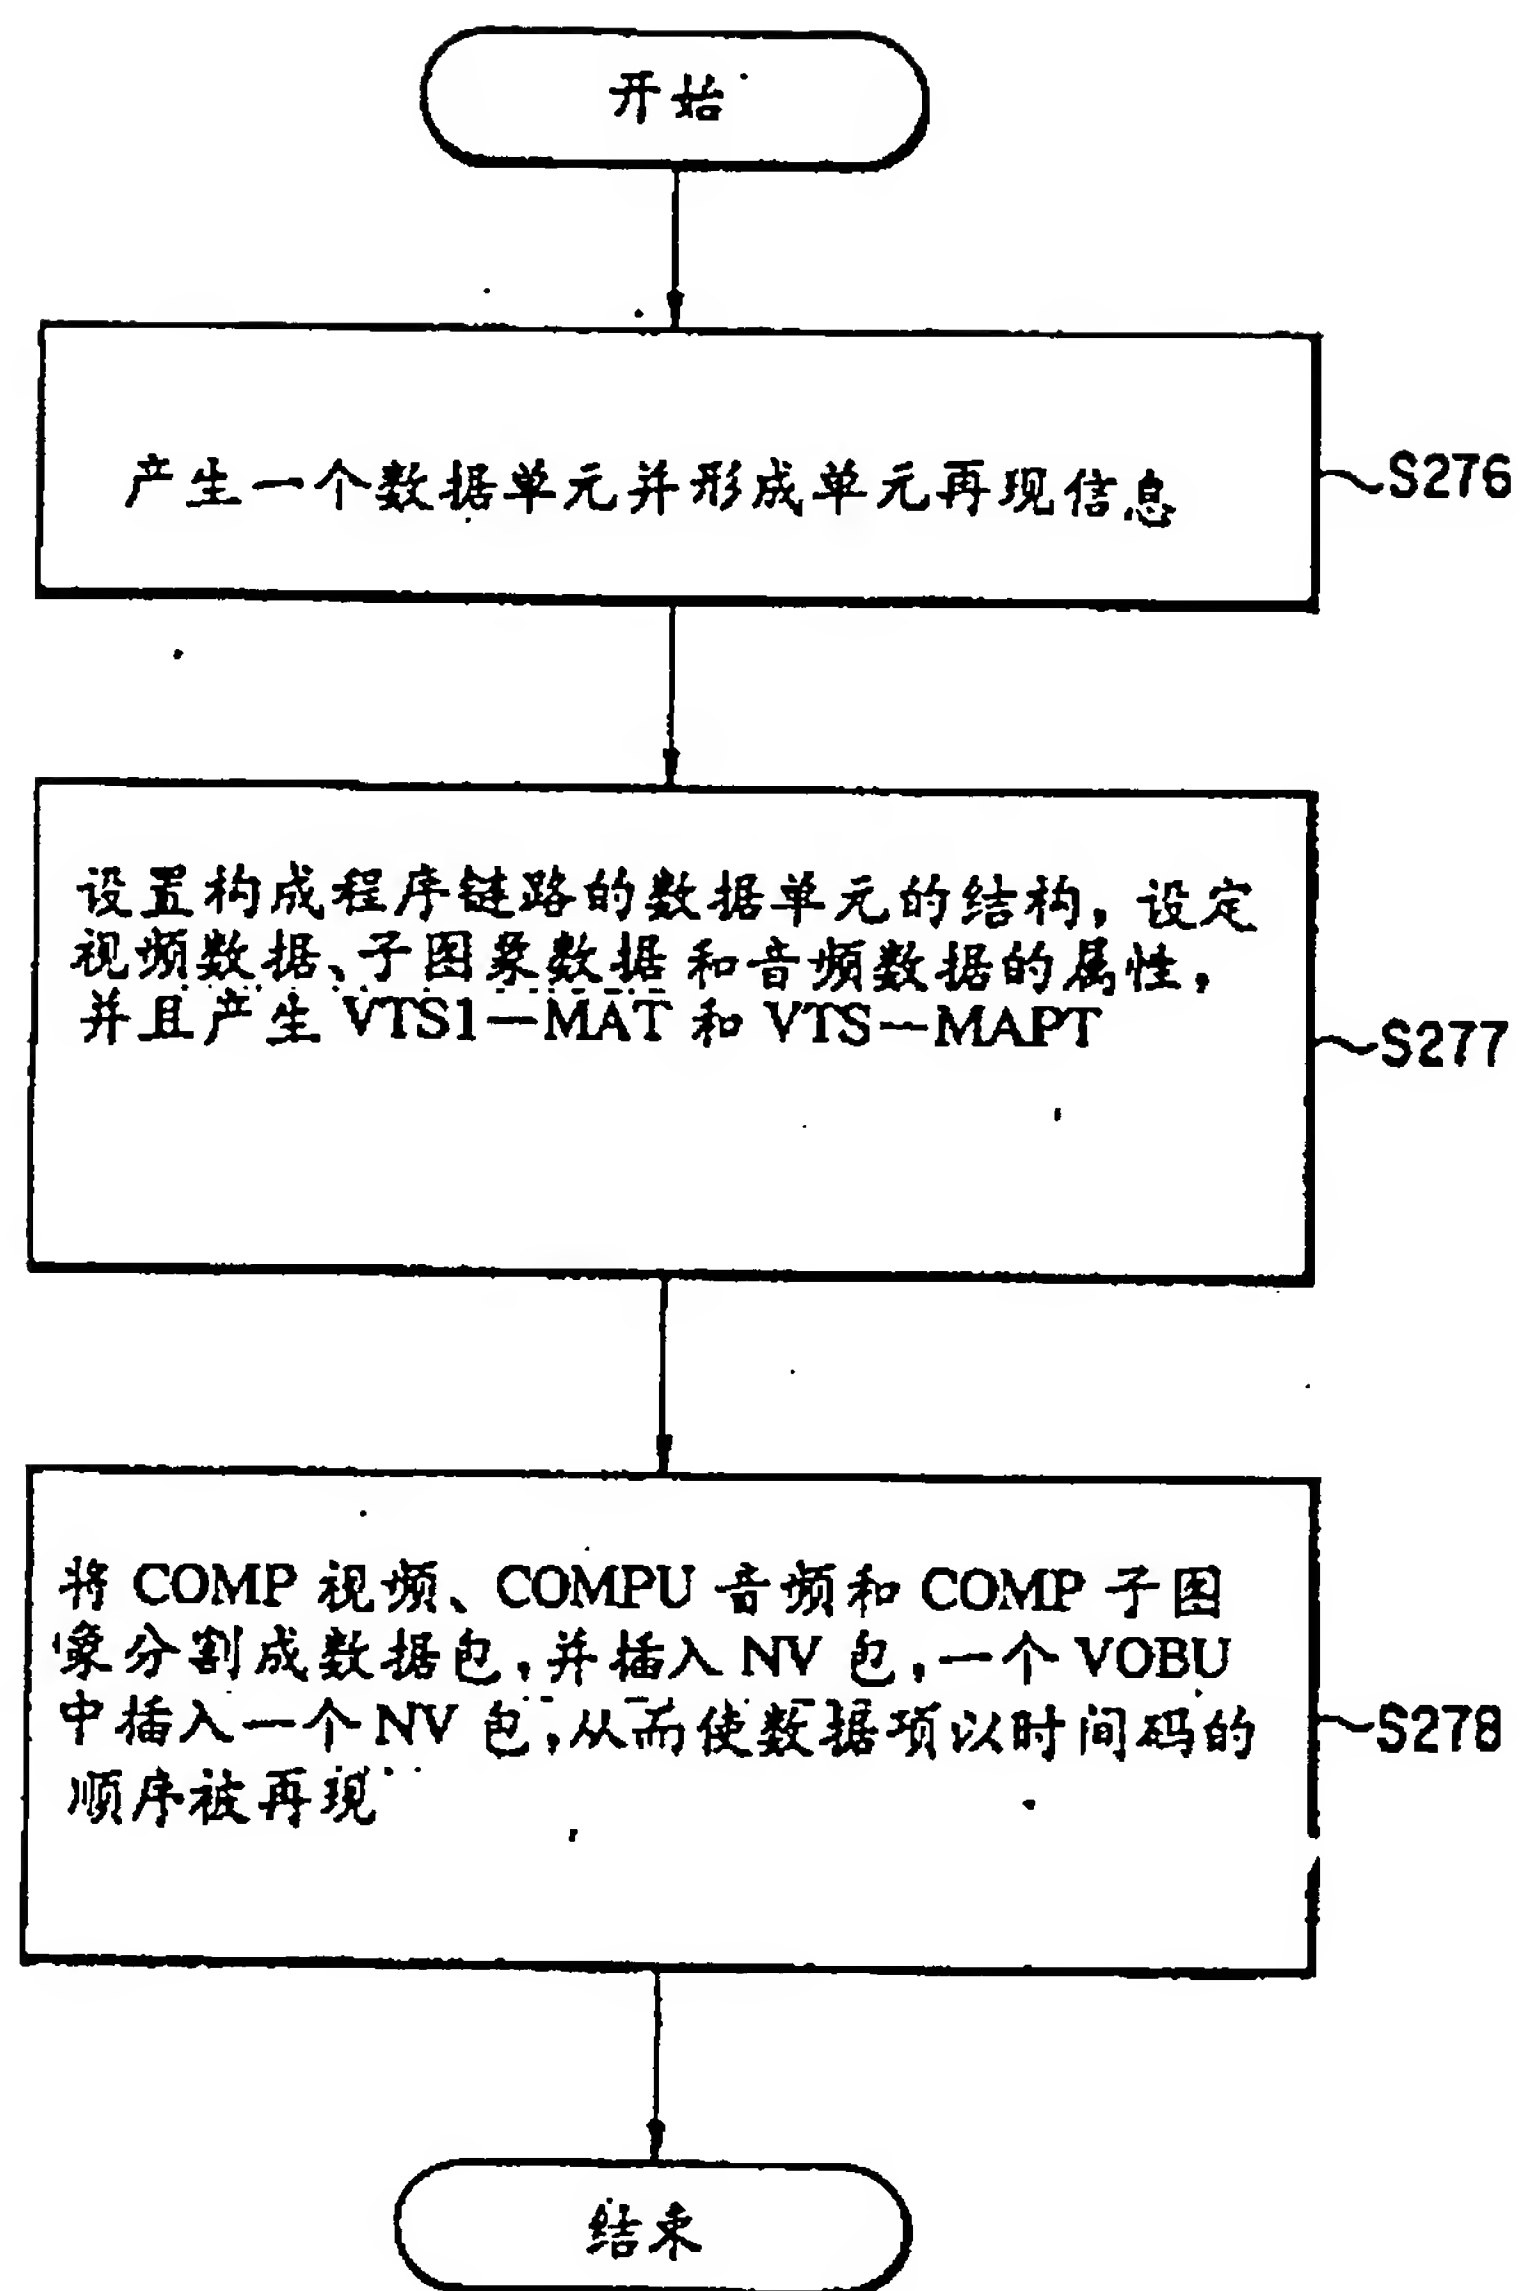 开始
产生一个数据单元并形成单元再现信息
S276
设置构成程序链路的数据单元的结构，设定
视频数据、子图象数据和音频数据的属性，
并且产生 VTS1－MAT 和 VTS－MAPT
S277
将 COMP 视频、COMPU 音频和 COMP 子图
象分割成数据包，并插入 NV 包，一个 VOBU
中插入一个 NV 包，从而使数据项以时间码的
顺序被再现
S278
结束